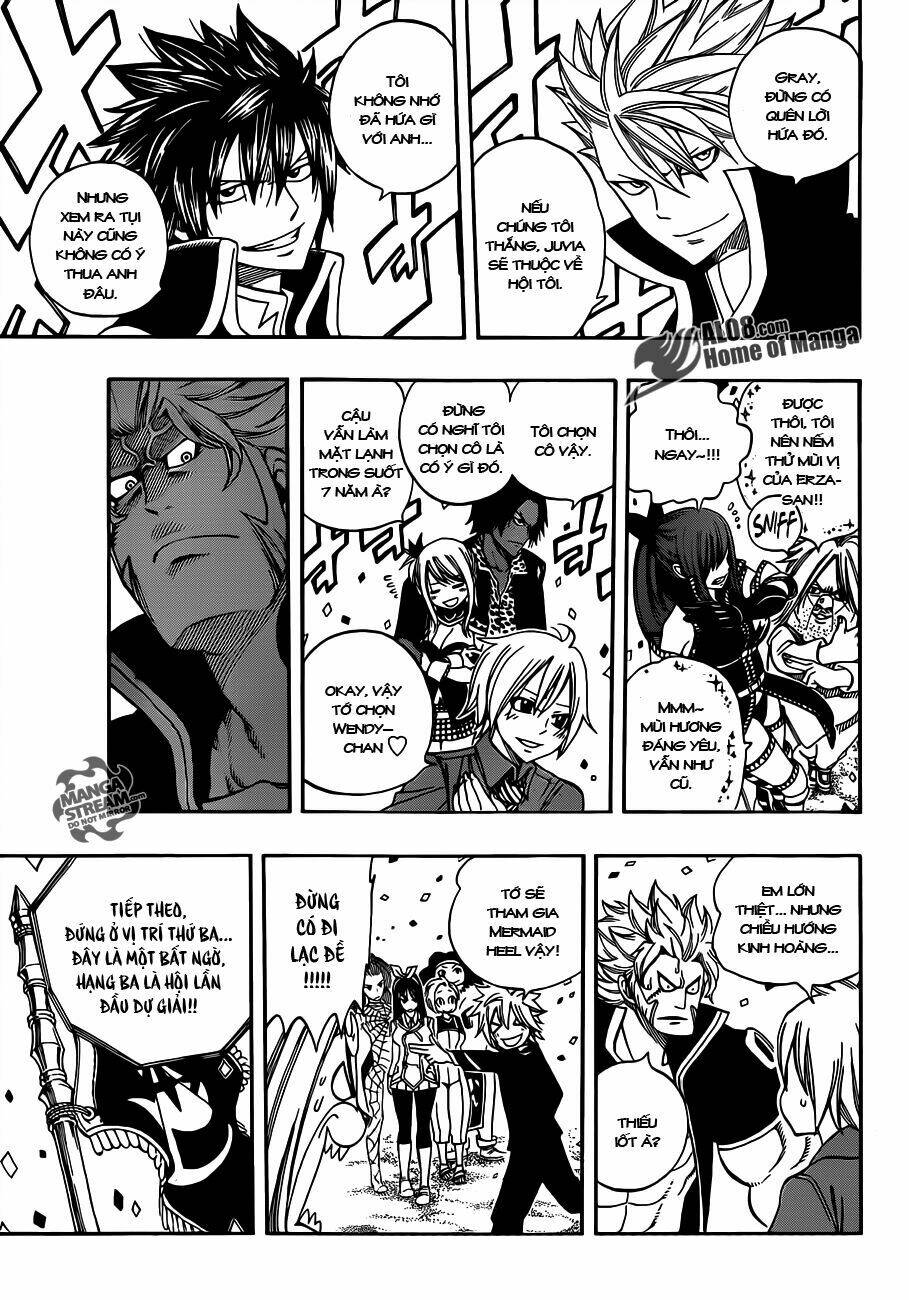 GRAY,
ĐỪNG CÓ
QUÊN LỜI
HỨA ĐÓ.
NẾU
CHÚNG TÔI
THẮNG, JUVIA
SẼ THUỘC VỀ
HỘI TÔI.
TÔI
KHÔNG NHỚ
ĐÃ HỨA GÌ
VỚI ANH...
NHƯNG
XEM RA TỤI
NÀY CŨNG
KHÔNG CÓ Ý
THUA ANH
ĐÂU.
AL08.com
Home of Manga
ĐƯỢC
THÔI, TÔI
NÊN NẾM
THỬ MÙI VỊ
CỦA ERZA-
SAN!!
SNIFF
THÔI...
NGAY~!!!
MMM~
MÙI HƯƠNG
ĐÁNG YÊU,
VẪN NHƯ
CŨ.
TÔI CHỌN
CÔ VẬY.
ĐỪNG
CÓ NGHĨ TÔI
CHỌN CÔ LÀ
CÓ Ý GÌ ĐÓ.
CẬU
VẪN LÀM
MẶT LẠNH
TRONG SUỐT
7 NĂM À?
OKAY, VẬY
TỚ CHỌN
WENDY-
CHAN♡
MANGA
STREAM.com
DO NOT MIRROR
EM LỚN
THIỆT... NHƯNG
CHIỀU HƯỚNG
KINH HOÀNG...
THIẾU
IỐT À?
TỚ SẼ
THAM GIA
MERMAID
HEEL VẬY!
ĐỪNG
CÓ ĐI
LẠC ĐỀ
!!!!!
TIẾP THEO,
ĐỨNG Ở VỊ TRÍ THỨ BA...
ĐÂY LÀ MỘT BẤT NGỜ,
HẠNG BA LÀ HỘI LẦN
ĐẦU DỰ GIẢI!!